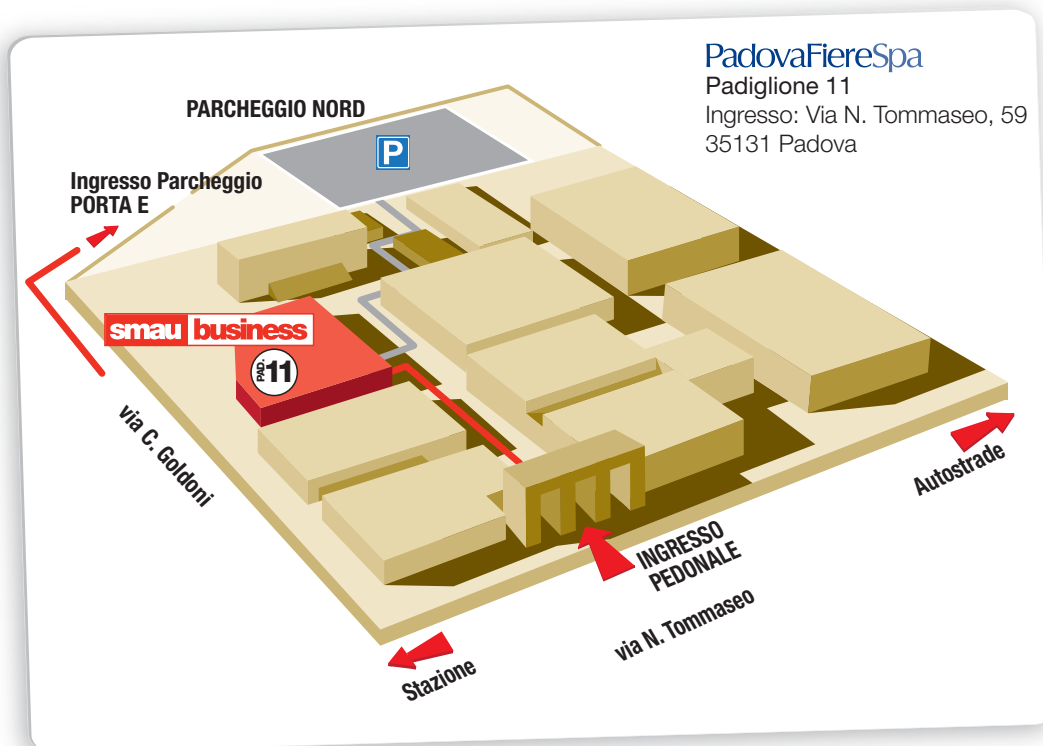 PadovaFiereSpa
Padiglione 11
Ingresso: Via N. Tommaseo, 59
35131 Padova
PARCHEGGIO NORD
P
Ingresso Parcheggio
PORTA E
smau business
PAD. 11
via C. Goldoni
Autostrade
INGRESSO
PEDONALE
via N. Tommaseo
Stazione